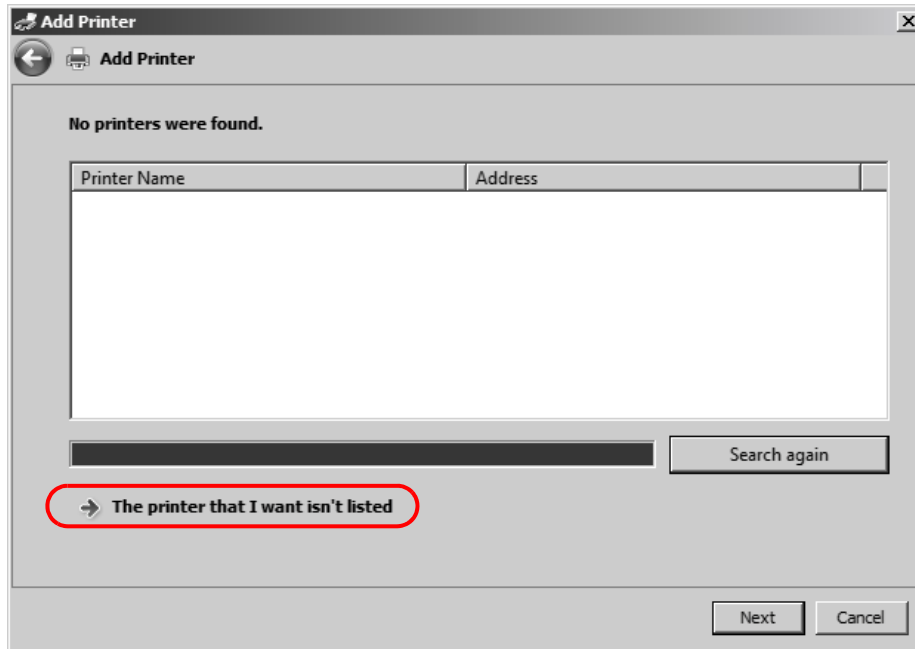 Add Printer
Add Printer
No printers were found.
Printer Name Address
Search again
The printer that I want isn't listed
Next Cancel